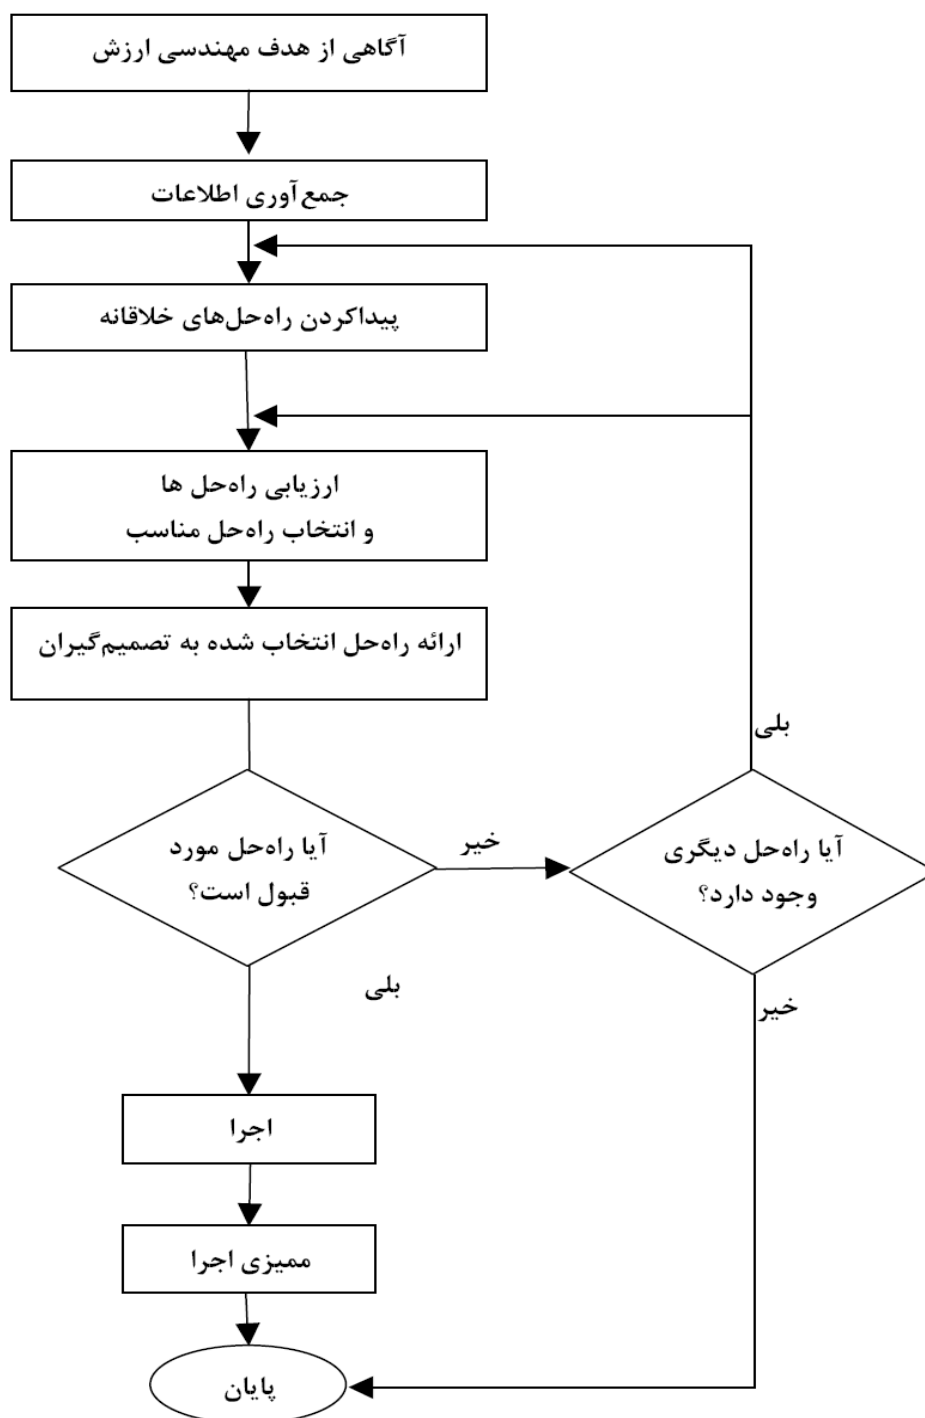 آگاهی از هدف مهندسی ارزش
جمع‌آوری اطلاعات
پیداکردن راه‌حل‌های خلاقانه
ارزیابی راه‌حل ها
و انتخاب راه‌حل مناسب
ارائه راه‌حل انتخاب شده به تصمیم‌گیران
بلی
آیا راه‌حل مورد
قبول است؟
خیر
آیا راه‌حل دیگری
وجود دارد؟
بلی
خیر
اجرا
ممیزی اجرا
پایان